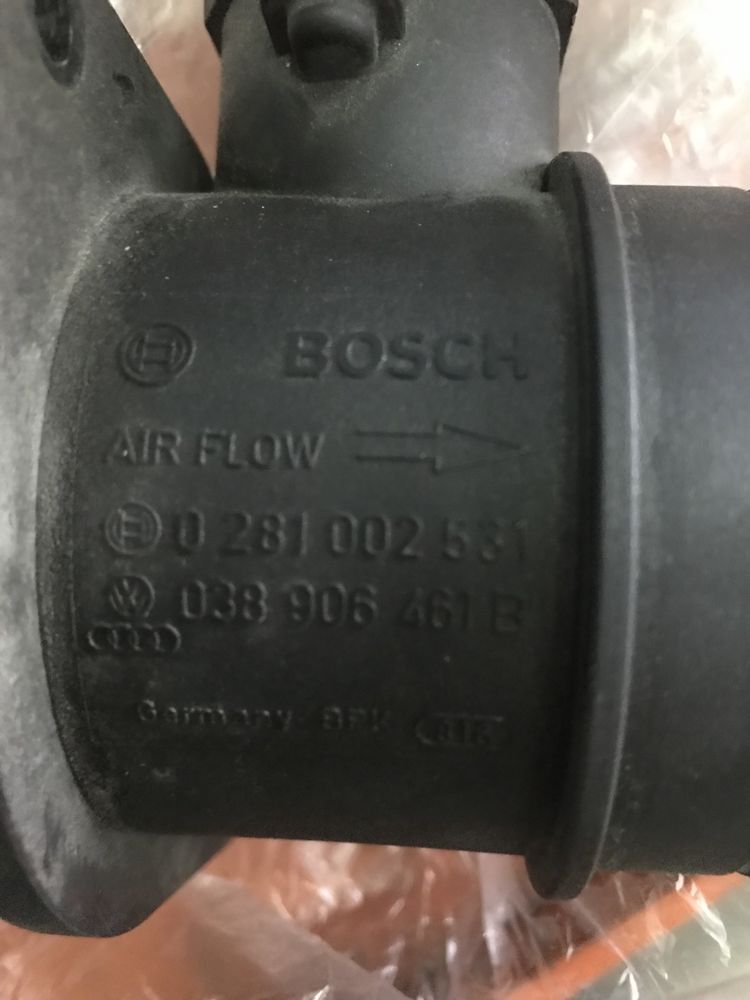 BOSCH
AIR FLOW
0 281 002 531
038 906 461 B
Germany